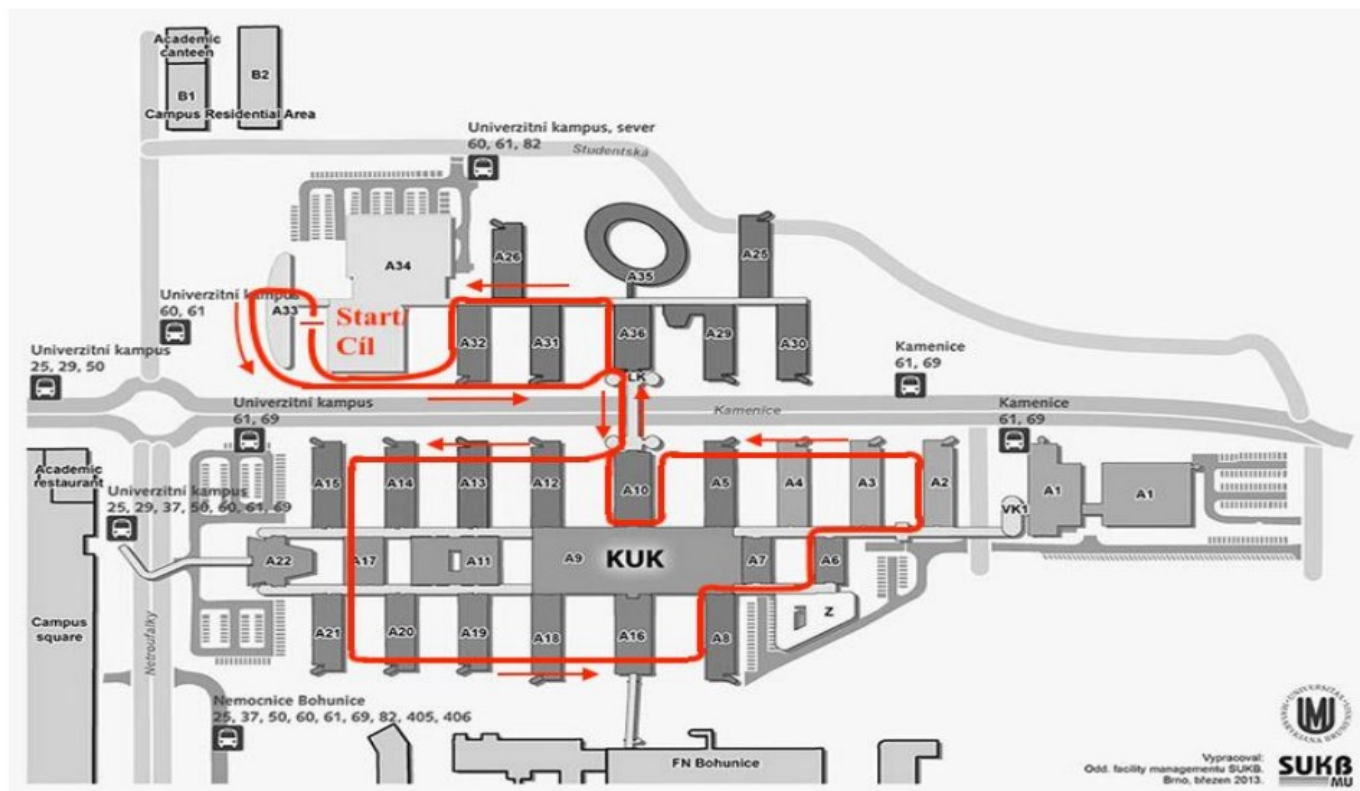 Academic
canteen
B1
B2
Campus Residential Area
Univerzitní kampus, sever
60, 61, 82
Studentská
A26
A25
A34
A35
Univerzitní kampus
60, 61
A33
Start/
Cíl
A32
A31
A36
A29
A30
Univerzitní kampus
25, 29, 50
LK
Kamenice
61, 69
Kamenice
Univerzitní kampus
61, 69
Kamenice
61, 69
Academic
restaurant
A15
A14
A13
A12
A10
A5
A4
A3
A2
A1
A1
Univerzitní kampus
25, 29, 37, 50, 60, 61, 69
VK1
A22
A17
A11
A9
KUK
A7
A6
Z
Campus
square
Netroufalky
A21
A20
A19
A18
A16
A8
Nemocnice Bohunice
25, 37, 50, 60, 61, 69, 82, 405, 406
FN Bohunice
Vypracoval:
Odd. facility managementu SUKB.
Brno, březen 2013.
SUKB
MU